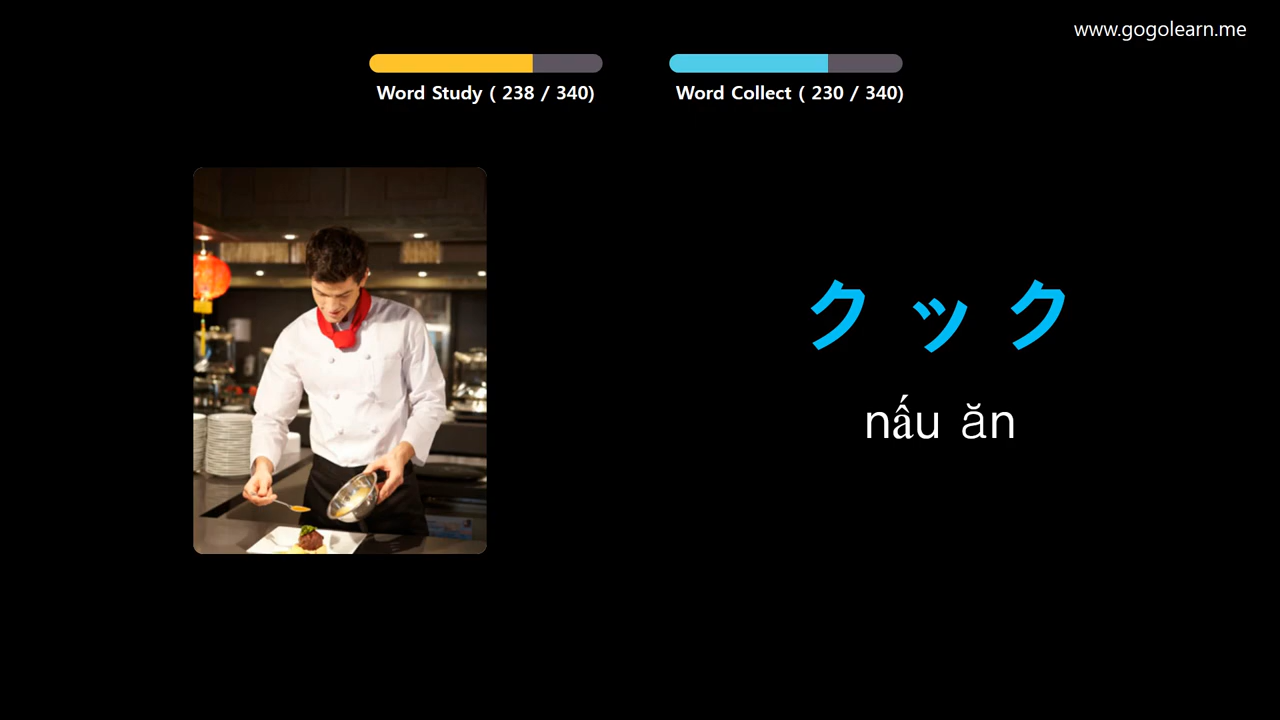 www.gogolearn.me
Word Study ( 238 / 340)
Word Collect ( 230 / 340)
クック
nấu ăn